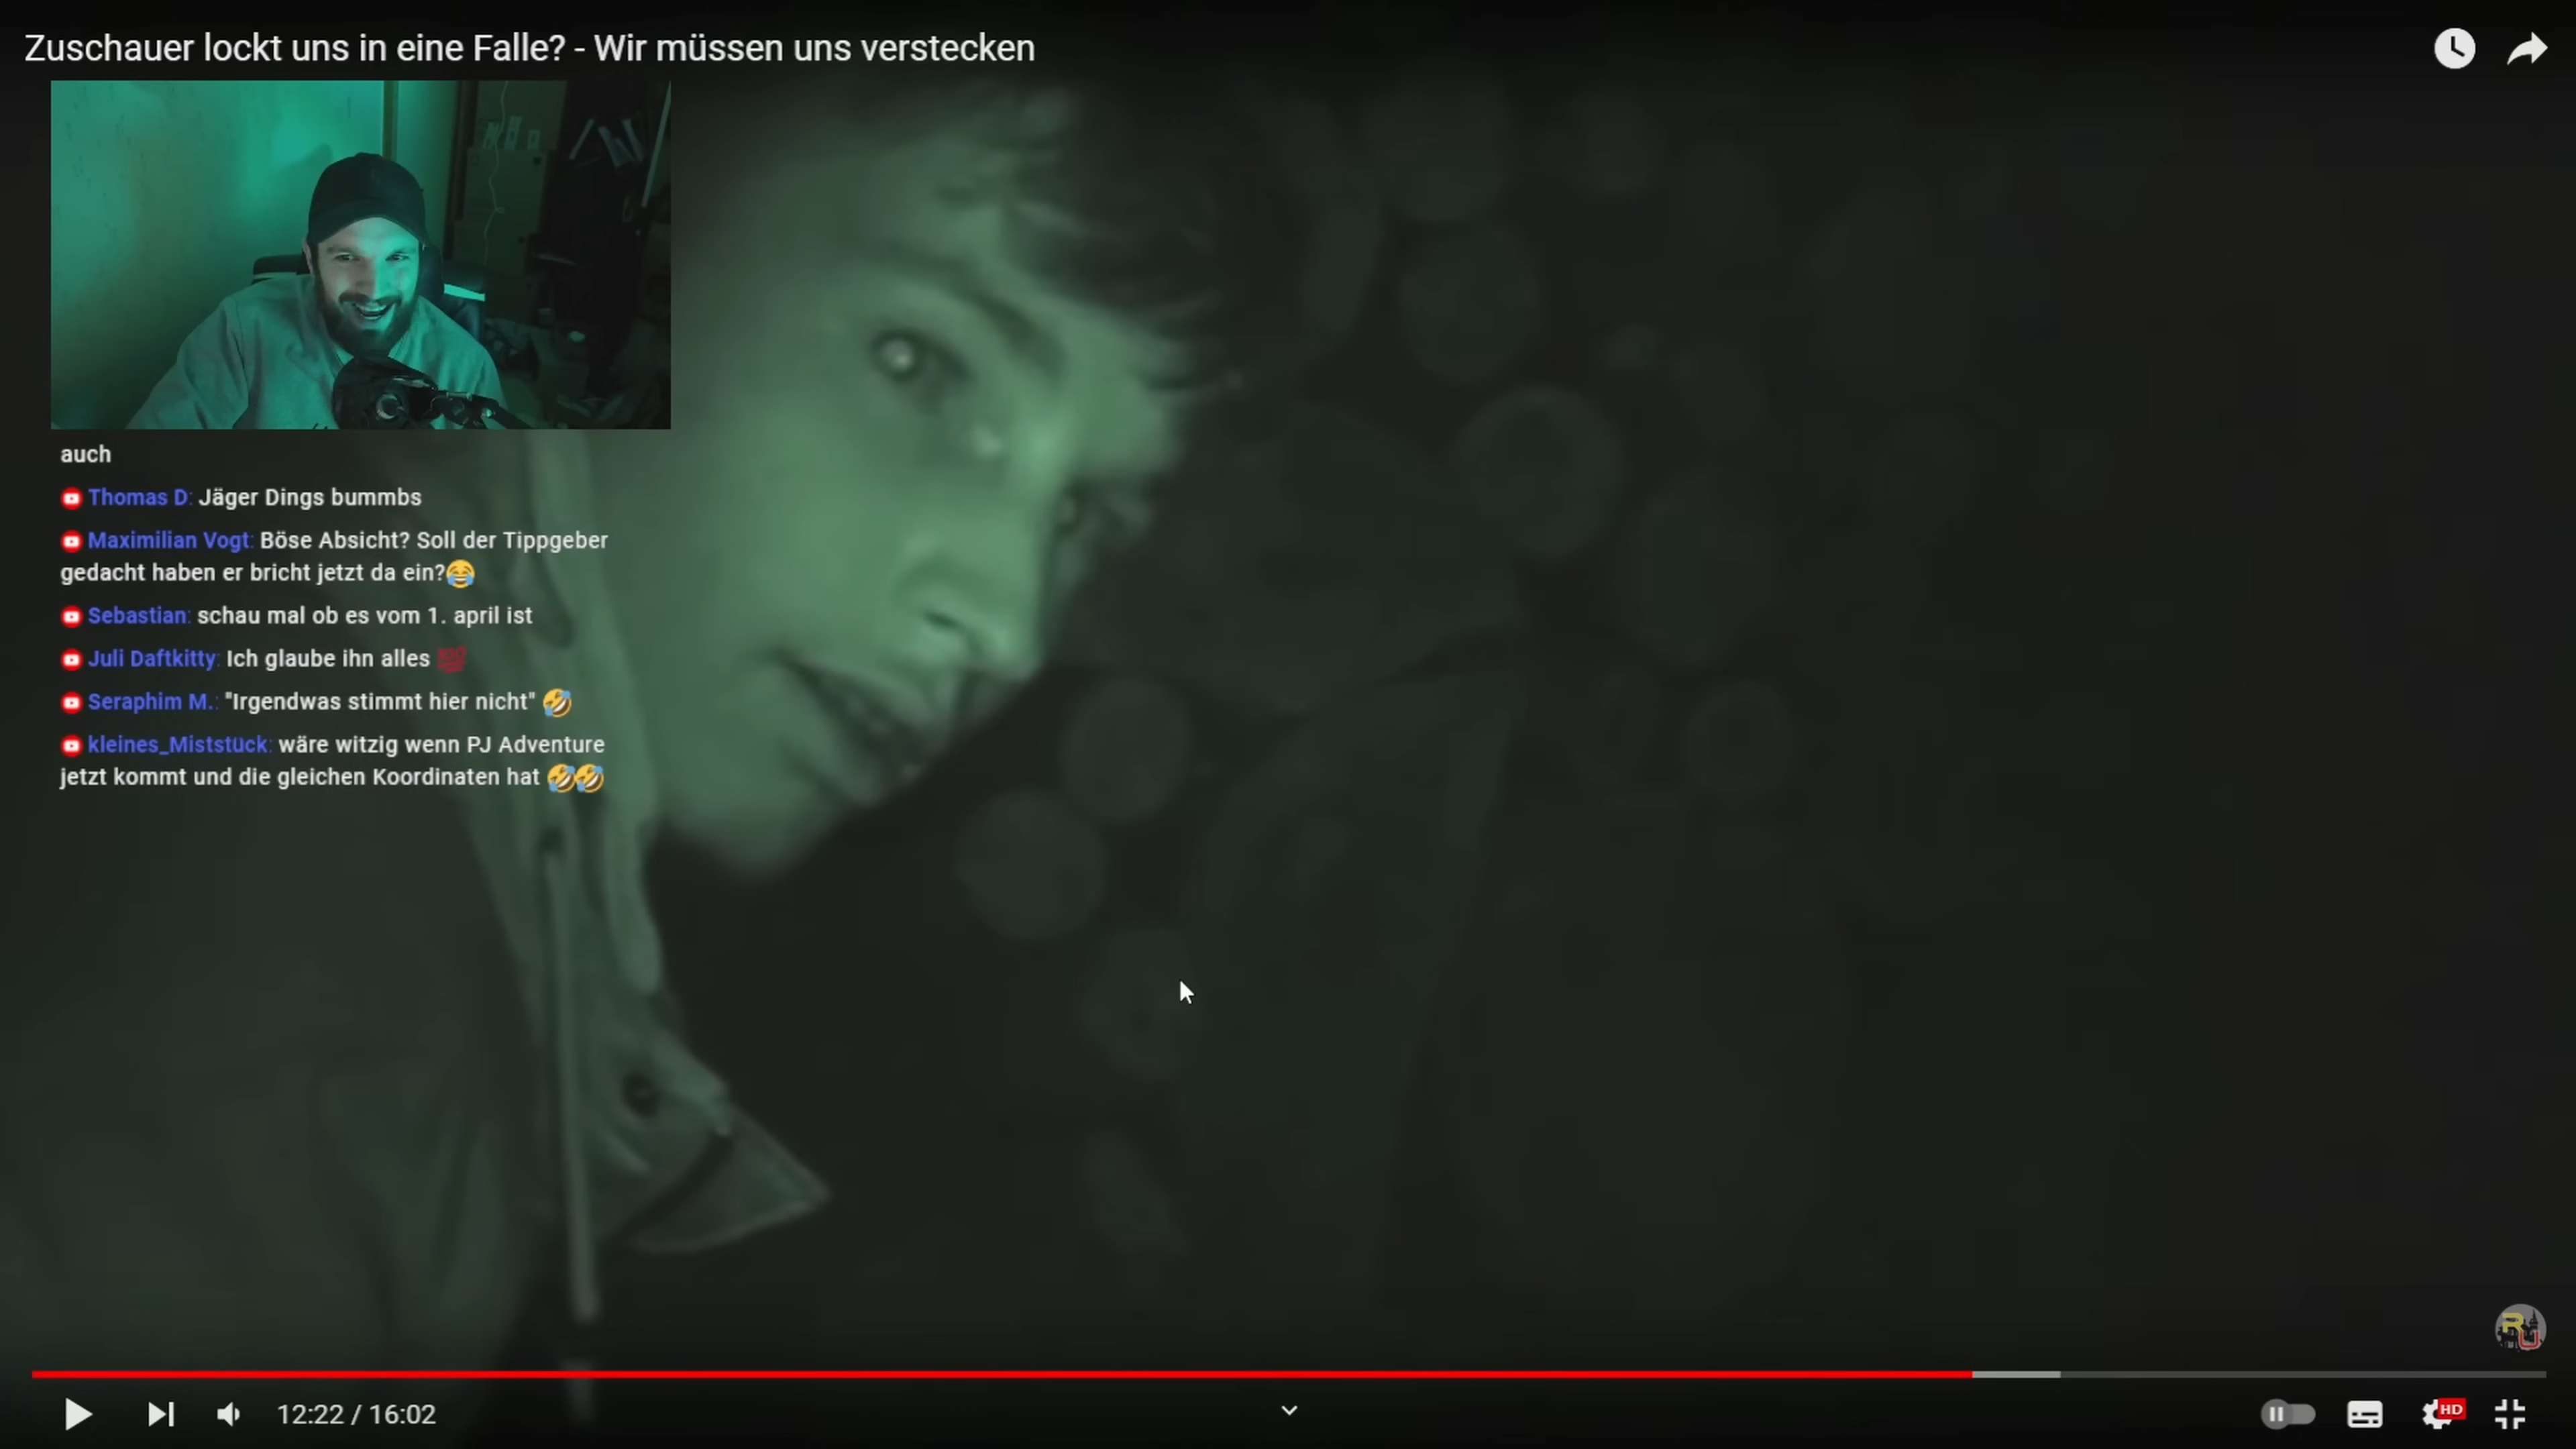 Zuschauer lockt uns in eine Falle? - Wir müssen uns verstecken
auch
Thomas D: Jäger Dings bummbs
Maximilian Vogt: Böse Absicht? Soll der Tippgeber
gedacht haben er bricht jetzt da ein?😂
Sebastian: schau mal ob es vom 1. april ist
Juli Daftkitty: Ich glaube ihn alles 💯
Seraphim M.: "Irgendwas stimmt hier nicht" 🤣
kleines_Miststück: wäre witzig wenn PJ Adventure
jetzt kommt und die gleichen Koordinaten hat 🤣🤣
RU
12:22 / 16:02
HD